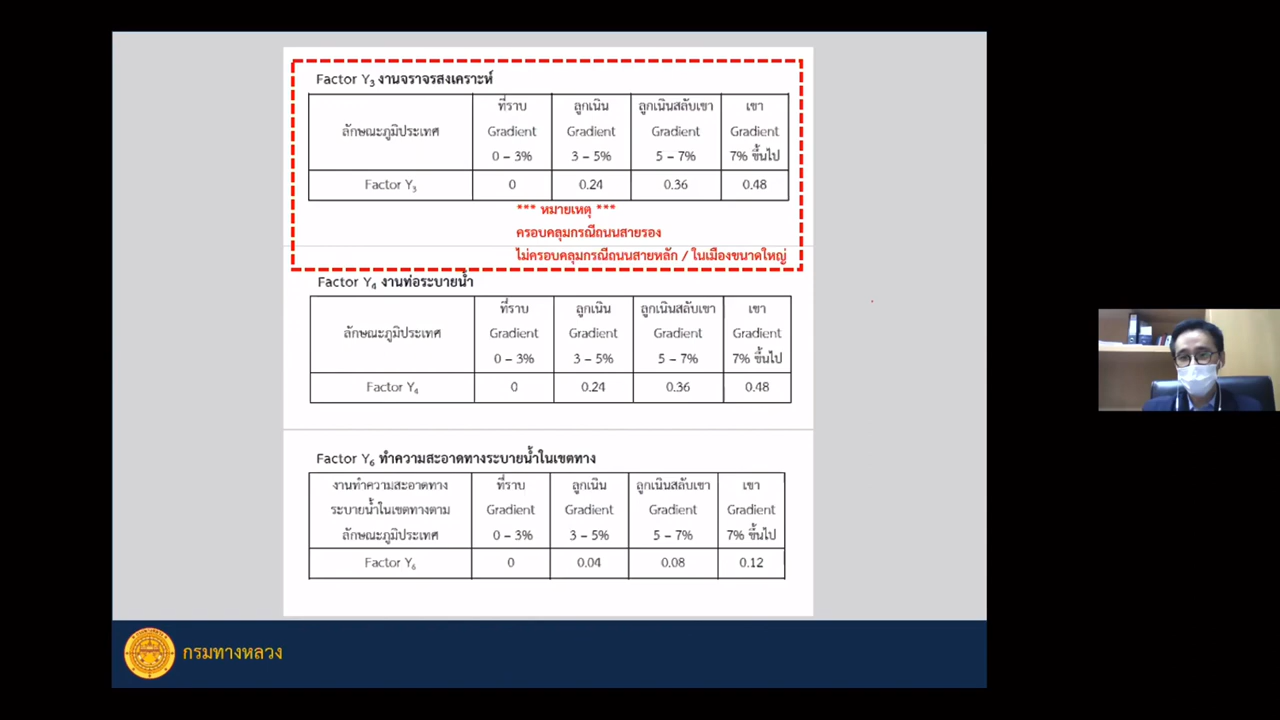 Factor Y₃ งานจราจรสงเคราะห์
ลักษณะภูมิประเทศ
ที่ราบ Gradient 0 – 3%
ลูกเนิน Gradient 3 – 5%
ลูกเนินสลับเขา Gradient 5 – 7%
เขา Gradient 7% ขึ้นไป
Factor Y₃ 0 0.24 0.36 0.48
*** หมายเหตุ ***
ครอบคลุมกรณีถนนสายรอง
ไม่ครอบคลุมกรณีถนนสายหลัก / ในเมืองขนาดใหญ่
Factor Y₄ งานท่อระบายน้ำ
ลักษณะภูมิประเทศ
ที่ราบ Gradient 0 – 3%
ลูกเนิน Gradient 3 – 5%
ลูกเนินสลับเขา Gradient 5 – 7%
เขา Gradient 7% ขึ้นไป
Factor Y₄ 0 0.24 0.36 0.48
Factor Y₆ ทำความสะอาดทางระบายน้ำในเขตทาง
งานทำความสะอาดทาง
ระบายน้ำในเขตทางตาม
ลักษณะภูมิประเทศ
ที่ราบ Gradient 0 – 3%
ลูกเนิน Gradient 3 – 5%
ลูกเนินสลับเขา Gradient 5 – 7%
เขา Gradient 7% ขึ้นไป
Factor Y₆ 0 0.04 0.08 0.12
กรมทางหลวง